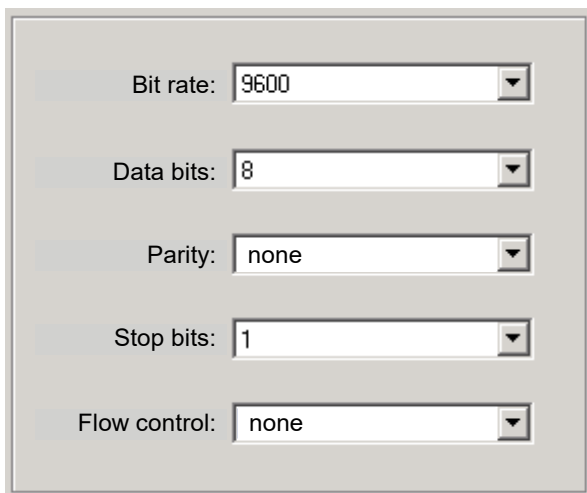 Bit rate: 9600
Data bits: 8
Parity: none
Stop bits: 1
Flow control: none